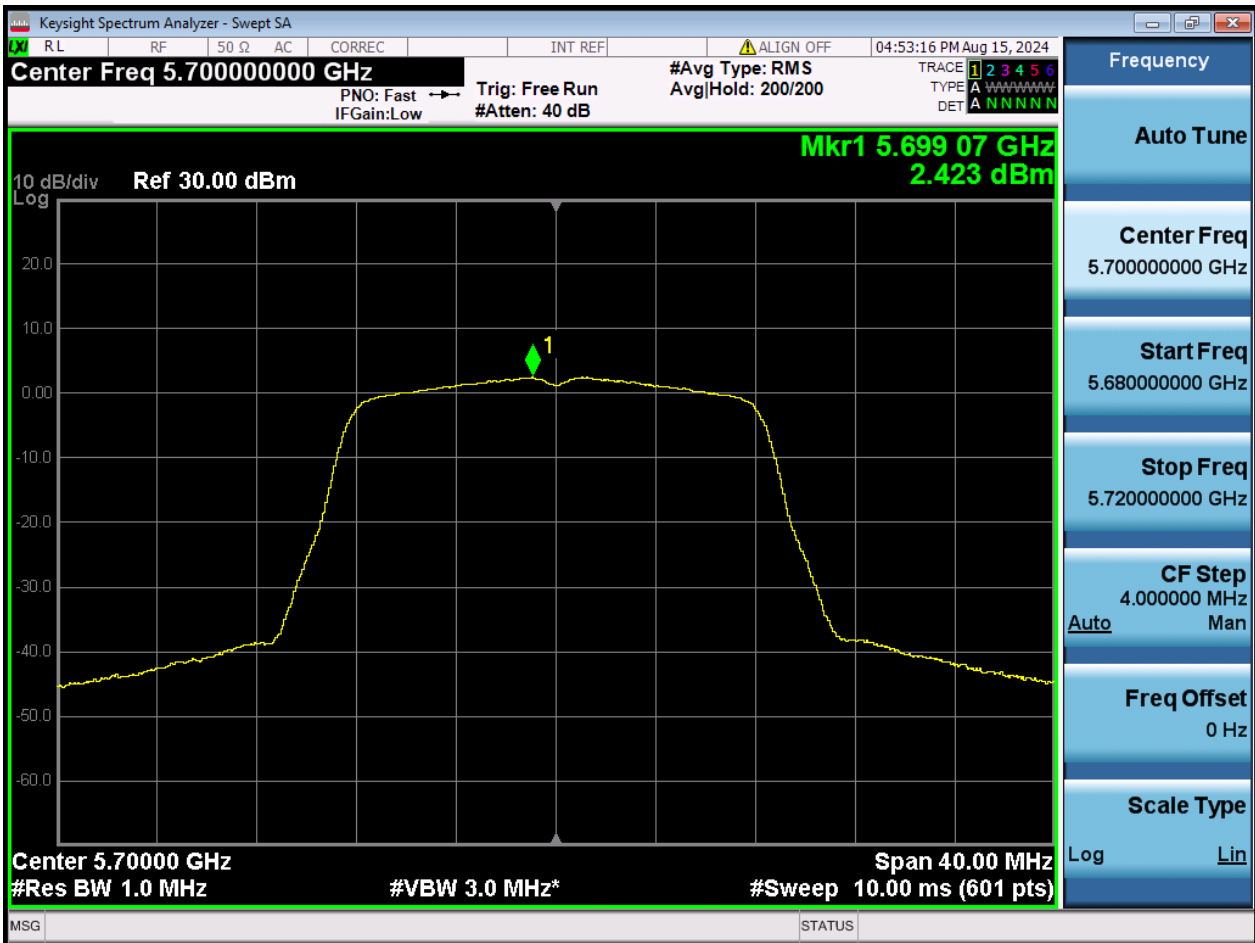 Keysight Spectrum Analyzer - Swept SA
LXI RL RF 50 Ω AC CORREC INT REF ALIGN OFF 04:53:16 PM Aug 15, 2024
Center Freq 5.700000000 GHz
PNO: Fast
IFGain:Low
Trig: Free Run
#Atten: 40 dB
#Avg Type: RMS
Avg|Hold: 200/200
TRACE 1 2 3 4 5 6
TYPE A WWWWW
DET A N N N N N
Mkr1 5.699 07 GHz
2.423 dBm
10 dB/div Ref 30.00 dBm
Log
20.0
10.0
1
0.00
-10.0
-20.0
-30.0
-40.0
-50.0
-60.0
Center 5.70000 GHz Span 40.00 MHz
#Res BW 1.0 MHz #VBW 3.0 MHz* #Sweep 10.00 ms (601 pts)
MSG STATUS
Frequency
Auto Tune
Center Freq
5.700000000 GHz
Start Freq
5.680000000 GHz
Stop Freq
5.720000000 GHz
CF Step
4.000000 MHz
Auto Man
Freq Offset
0 Hz
Scale Type
Log Lin